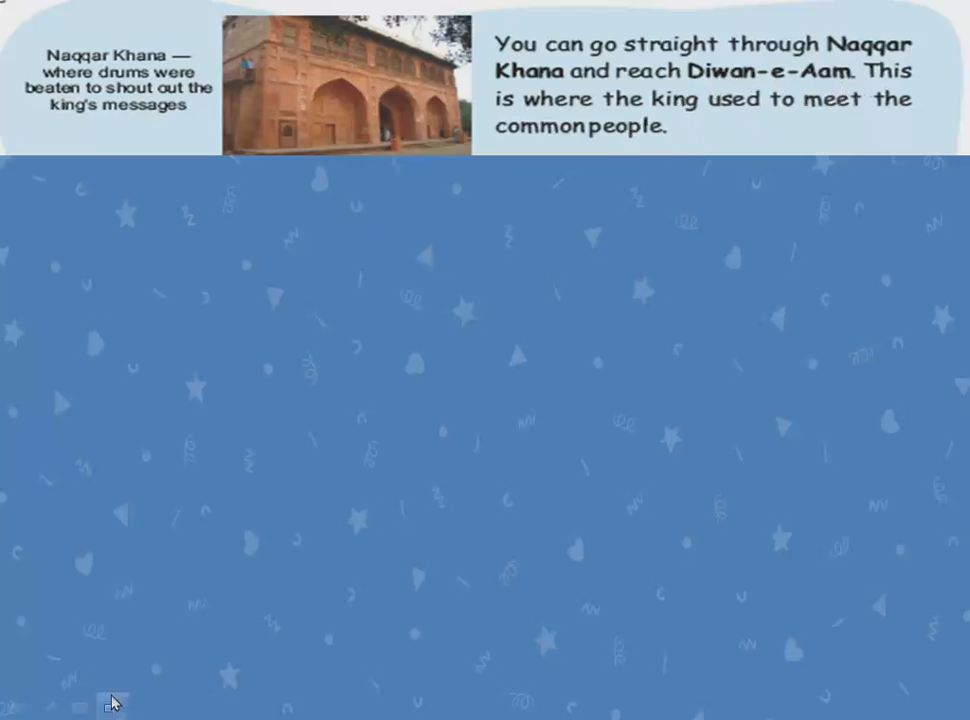 Naqqar Khana —
where drums were
beaten to shout out the
king's messages
You can go straight through Naqqar
Khana and reach Diwan-e-Aam. This
is where the king used to meet the
common people.